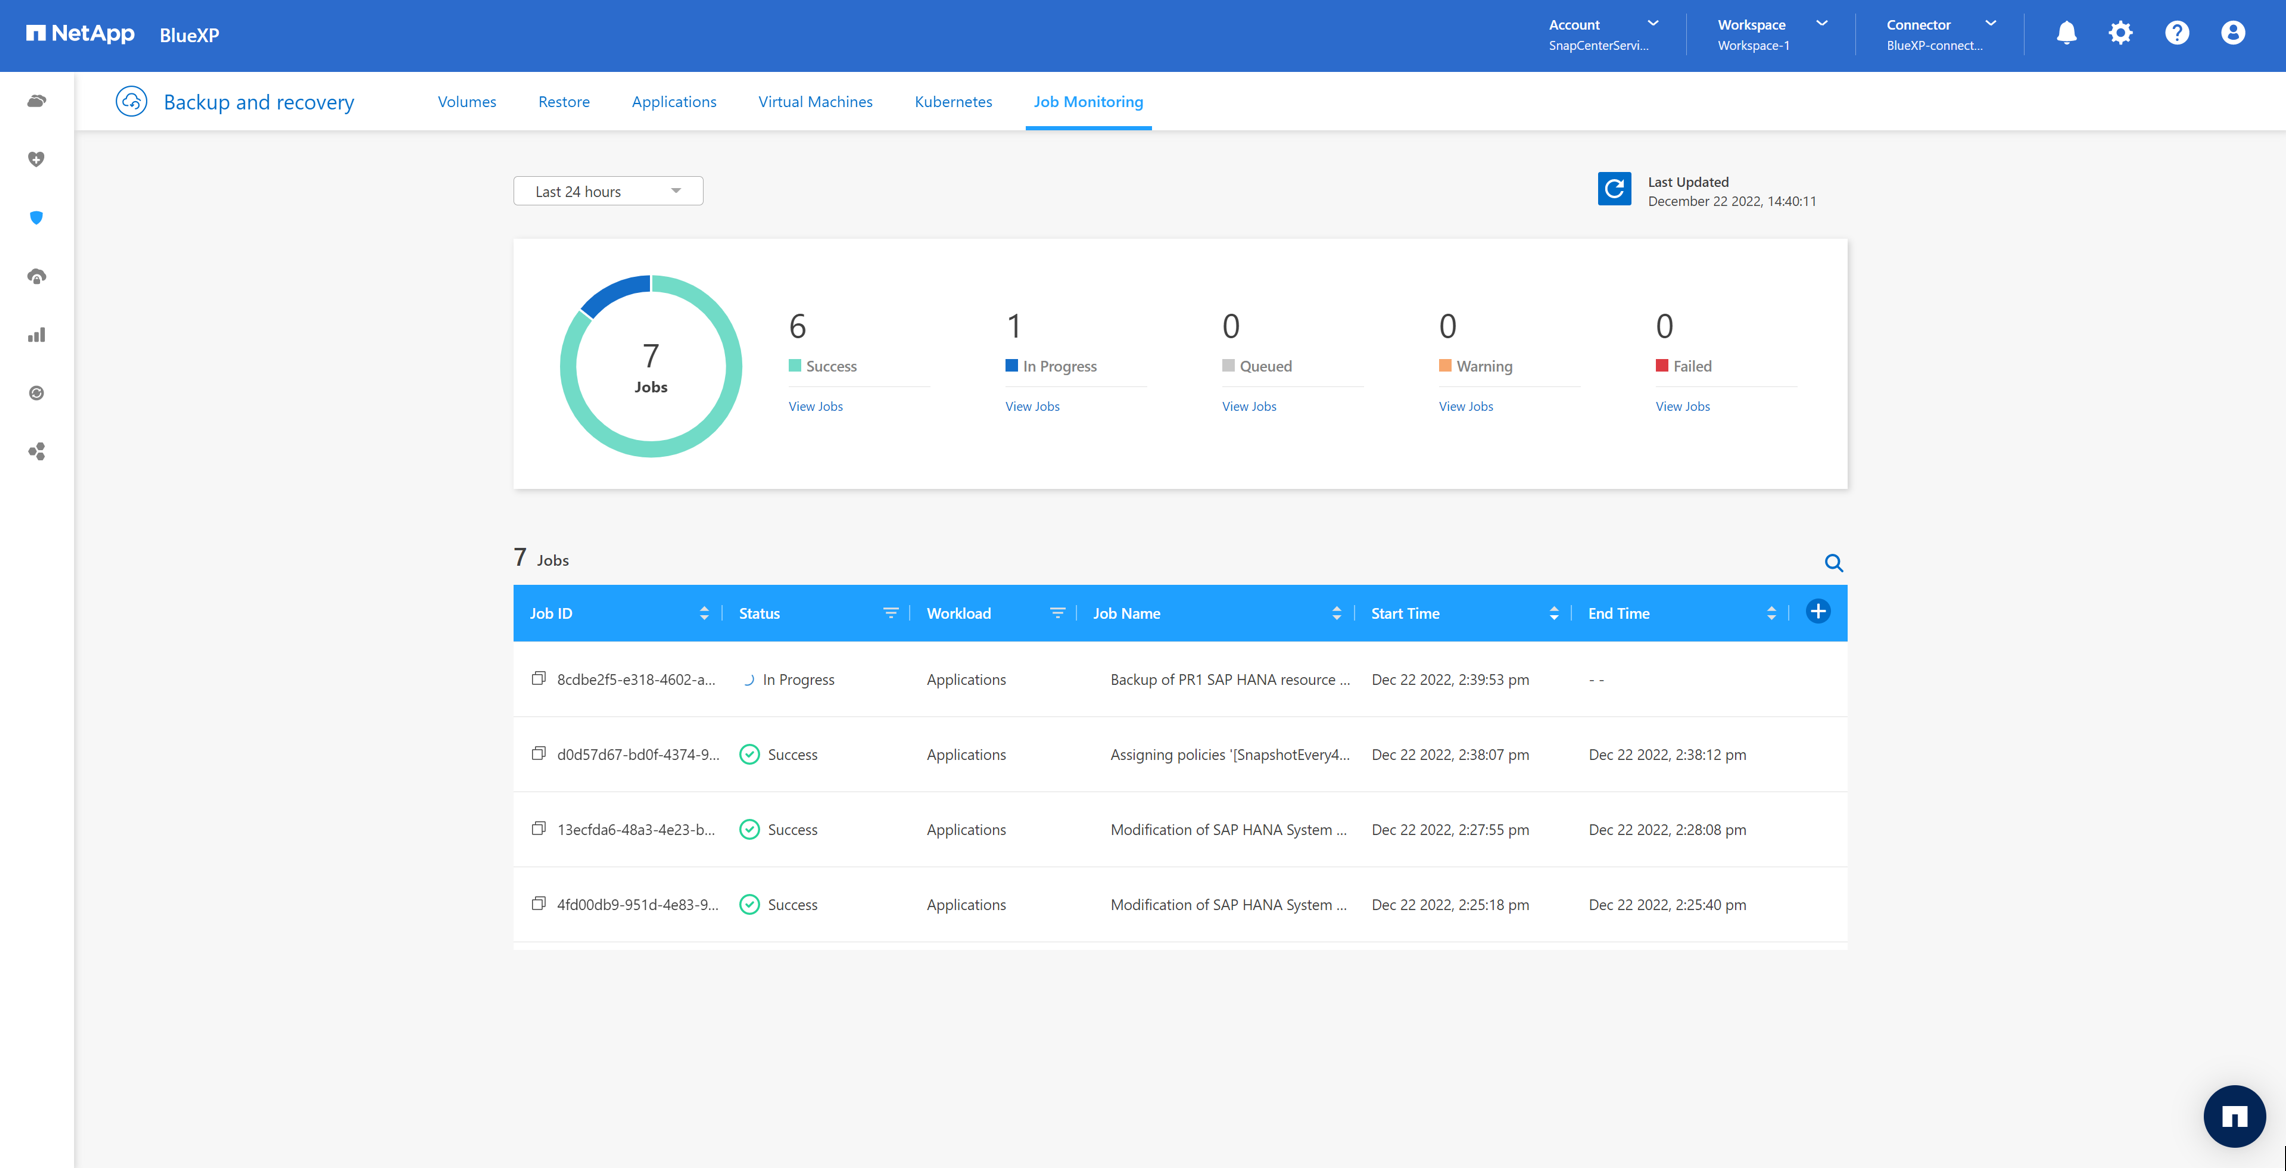 NetApp BlueXP
Account
SnapCenterServi...
Workspace
Workspace-1
Connector
BlueXP-connect...
Backup and recovery
Volumes Restore Applications Virtual Machines Kubernetes Job Monitoring
Last 24 hours
Last Updated
December 22 2022, 14:40:11
7
Jobs
6
Success
View Jobs
1
In Progress
View Jobs
0
Queued
View Jobs
0
Warning
View Jobs
0
Failed
View Jobs
7 Jobs
Job ID Status Workload Job Name Start Time End Time
8cdbe2f5-e318-4602-a... In Progress Applications Backup of PR1 SAP HANA resource ... Dec 22 2022, 2:39:53 pm - -
d0d57d67-bd0f-4374-9... Success Applications Assigning policies '[SnapshotEvery4... Dec 22 2022, 2:38:07 pm Dec 22 2022, 2:38:12 pm
13ecfda6-48a3-4e23-b... Success Applications Modification of SAP HANA System ... Dec 22 2022, 2:27:55 pm Dec 22 2022, 2:28:08 pm
4fd00db9-951d-4e83-9... Success Applications Modification of SAP HANA System ... Dec 22 2022, 2:25:18 pm Dec 22 2022, 2:25:40 pm